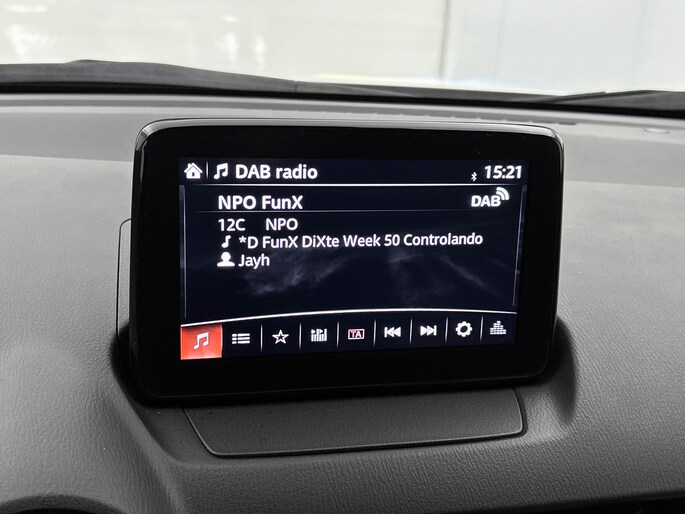 DAB radio 15:21
NPO FunX DAB
12C NPO
*D FunX DiXte Week 50 Controlando
Jayh
TA